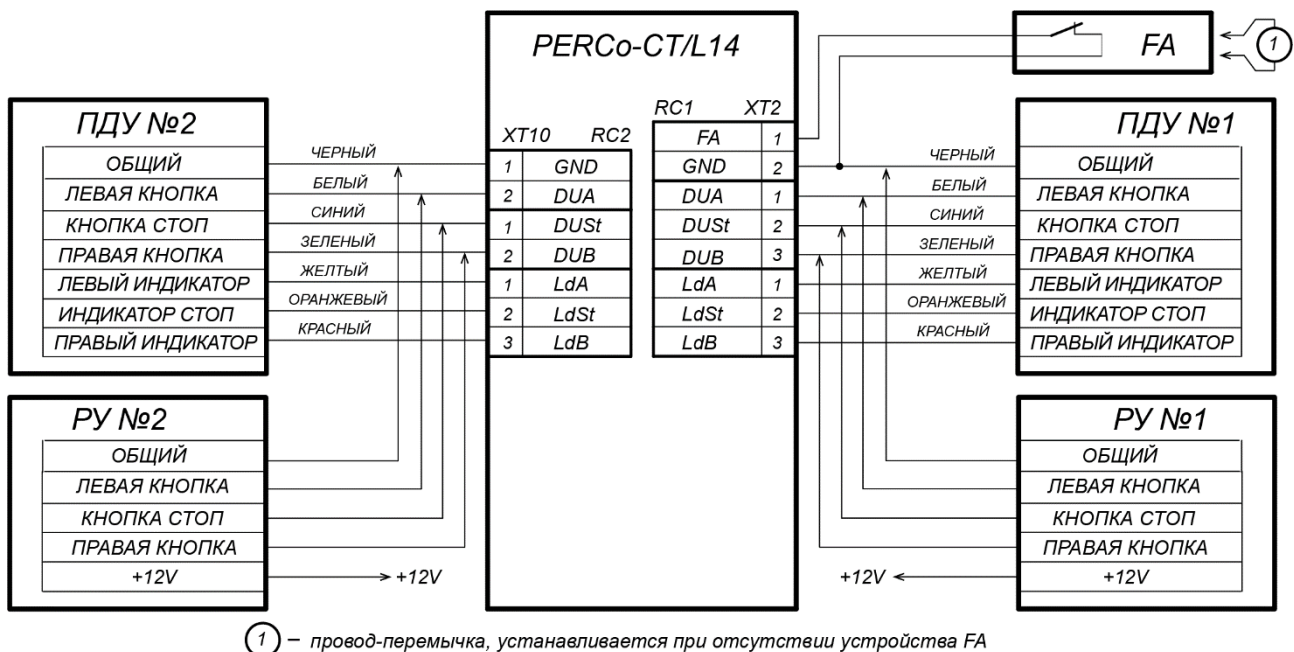 PERCo-CT/L14
FA
1
ПДУ №2
ОБЩИЙ
ЛЕВАЯ КНОПКА
КНОПКА СТОП
ПРАВАЯ КНОПКА
ЛЕВЫЙ ИНДИКАТОР
ИНДИКАТОР СТОП
ПРАВЫЙ ИНДИКАТОР
ЧЕРНЫЙ
БЕЛЫЙ
СИНИЙ
ЗЕЛЕНЫЙ
ЖЕЛТЫЙ
ОРАНЖЕВЫЙ
КРАСНЫЙ
XT10 RC2
1 GND
2 DUA
1 DUSt
2 DUB
1 LdA
2 LdSt
3 LdB
RC1 XT2
FA 1
GND 2
DUA 1
DUSt 2
DUB 3
LdA 1
LdSt 2
LdB 3
ЧЕРНЫЙ
БЕЛЫЙ
СИНИЙ
ЗЕЛЕНЫЙ
ЖЕЛТЫЙ
ОРАНЖЕВЫЙ
КРАСНЫЙ
ПДУ №1
ОБЩИЙ
ЛЕВАЯ КНОПКА
КНОПКА СТОП
ПРАВАЯ КНОПКА
ЛЕВЫЙ ИНДИКАТОР
ИНДИКАТОР СТОП
ПРАВЫЙ ИНДИКАТОР
РУ №2
ОБЩИЙ
ЛЕВАЯ КНОПКА
КНОПКА СТОП
ПРАВАЯ КНОПКА
+12V
+12V
РУ №1
ОБЩИЙ
ЛЕВАЯ КНОПКА
КНОПКА СТОП
ПРАВАЯ КНОПКА
+12V
+12V
1 – провод-перемычка, устанавливается при отсутствии устройства FA